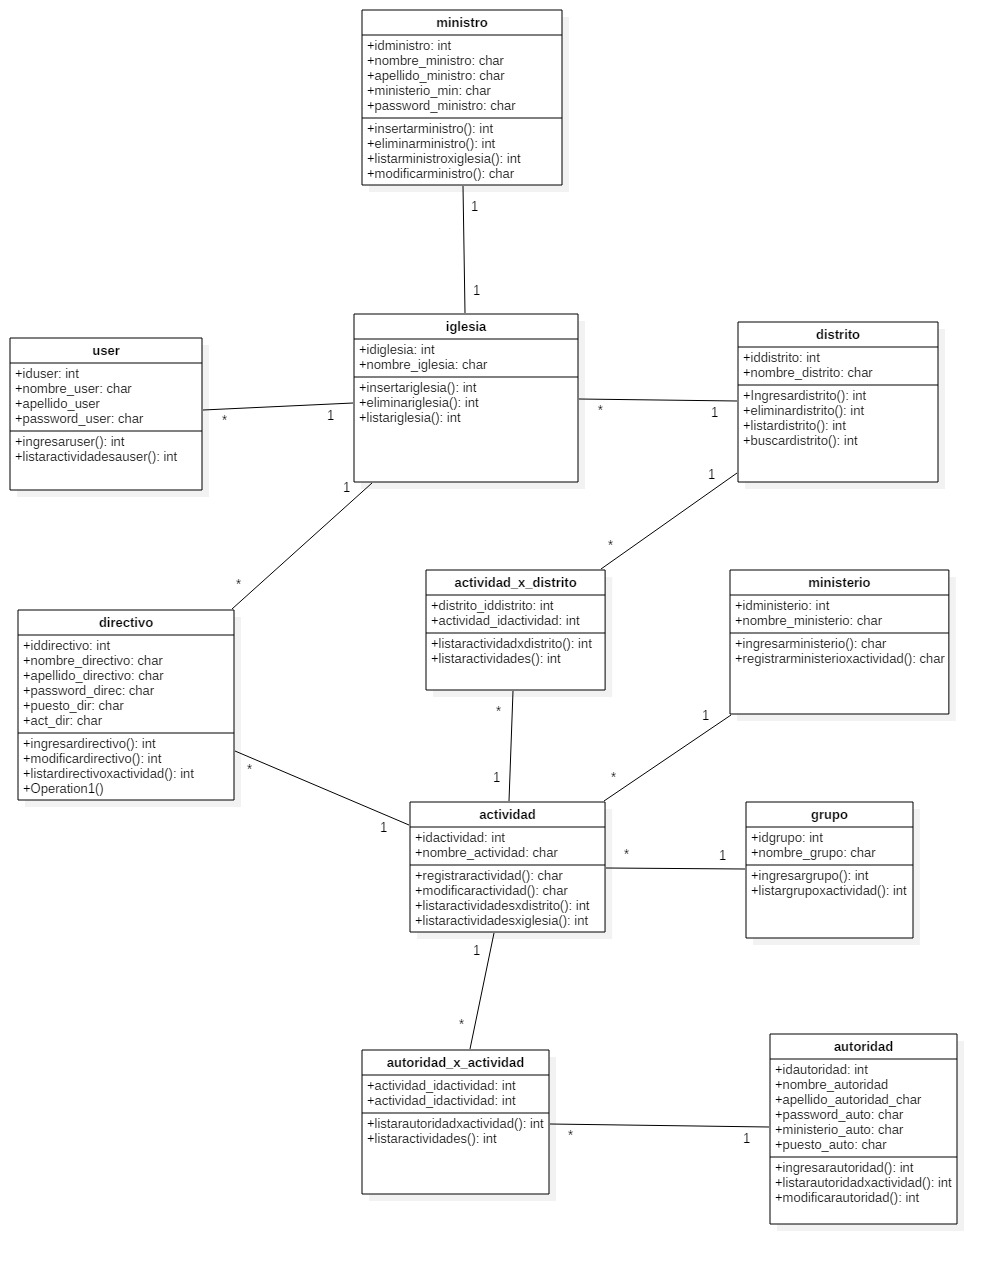 ministro
+idministro: int
+nombre_ministro: char
+apellido_ministro: char
+ministerio_min: char
+password_ministro: char
+insertarministro(): int
+eliminarministro(): int
+listarministroxiglesia(): int
+modificarministro(): char
1
1
iglesia
+idiglesia: int
+nombre_iglesia: char
+insertariglesia(): int
+eliminariglesia(): int
+listariglesia(): int
user
+iduser: int
+nombre_user: char
+apellido_user
+password_user: char
+ingresaruser(): int
+listaractividadesauser(): int
*
1
*
1
distrito
+iddistrito: int
+nombre_distrito: char
+Ingresardistrito(): int
+eliminardistrito(): int
+listardistrito(): int
+buscardistrito(): int
1
*
1
*
directivo
+iddirectivo: int
+nombre_directivo: char
+apellido_directivo: char
+password_direc: char
+puesto_dir: char
+act_dir: char
+ingresardirectivo(): int
+modificardirectivo(): int
+listardirectivoxactividad(): int
+Operation1()
actividad_x_distrito
+distrito_iddistrito: int
+actividad_idactividad: int
+listaractividadxdistrito(): int
+listaractividades(): int
ministerio
+idministerio: int
+nombre_ministerio: char
+ingresarministerio(): char
+registrarministerioxactividad(): char
*
1
1
*
*
1
actividad
+idactividad: int
+nombre_actividad: char
+registraractividad(): char
+modificaractividad(): char
+listaractividadesxdistrito(): int
+listaractividadesxiglesia(): int
*
1
grupo
+idgrupo: int
+nombre_grupo: char
+ingresargrupo(): int
+listargrupoxactividad(): int
1
*
autoridad_x_actividad
+actividad_idactividad: int
+actividad_idactividad: int
+listarautoridadxactividad(): int
+listaractividades(): int
*
1
autoridad
+idautoridad: int
+nombre_autoridad
+apellido_autoridad_char
+password_auto: char
+ministerio_auto: char
+puesto_auto: char
+ingresarautoridad(): int
+listarautoridadxactividad(): int
+modificarautoridad(): int